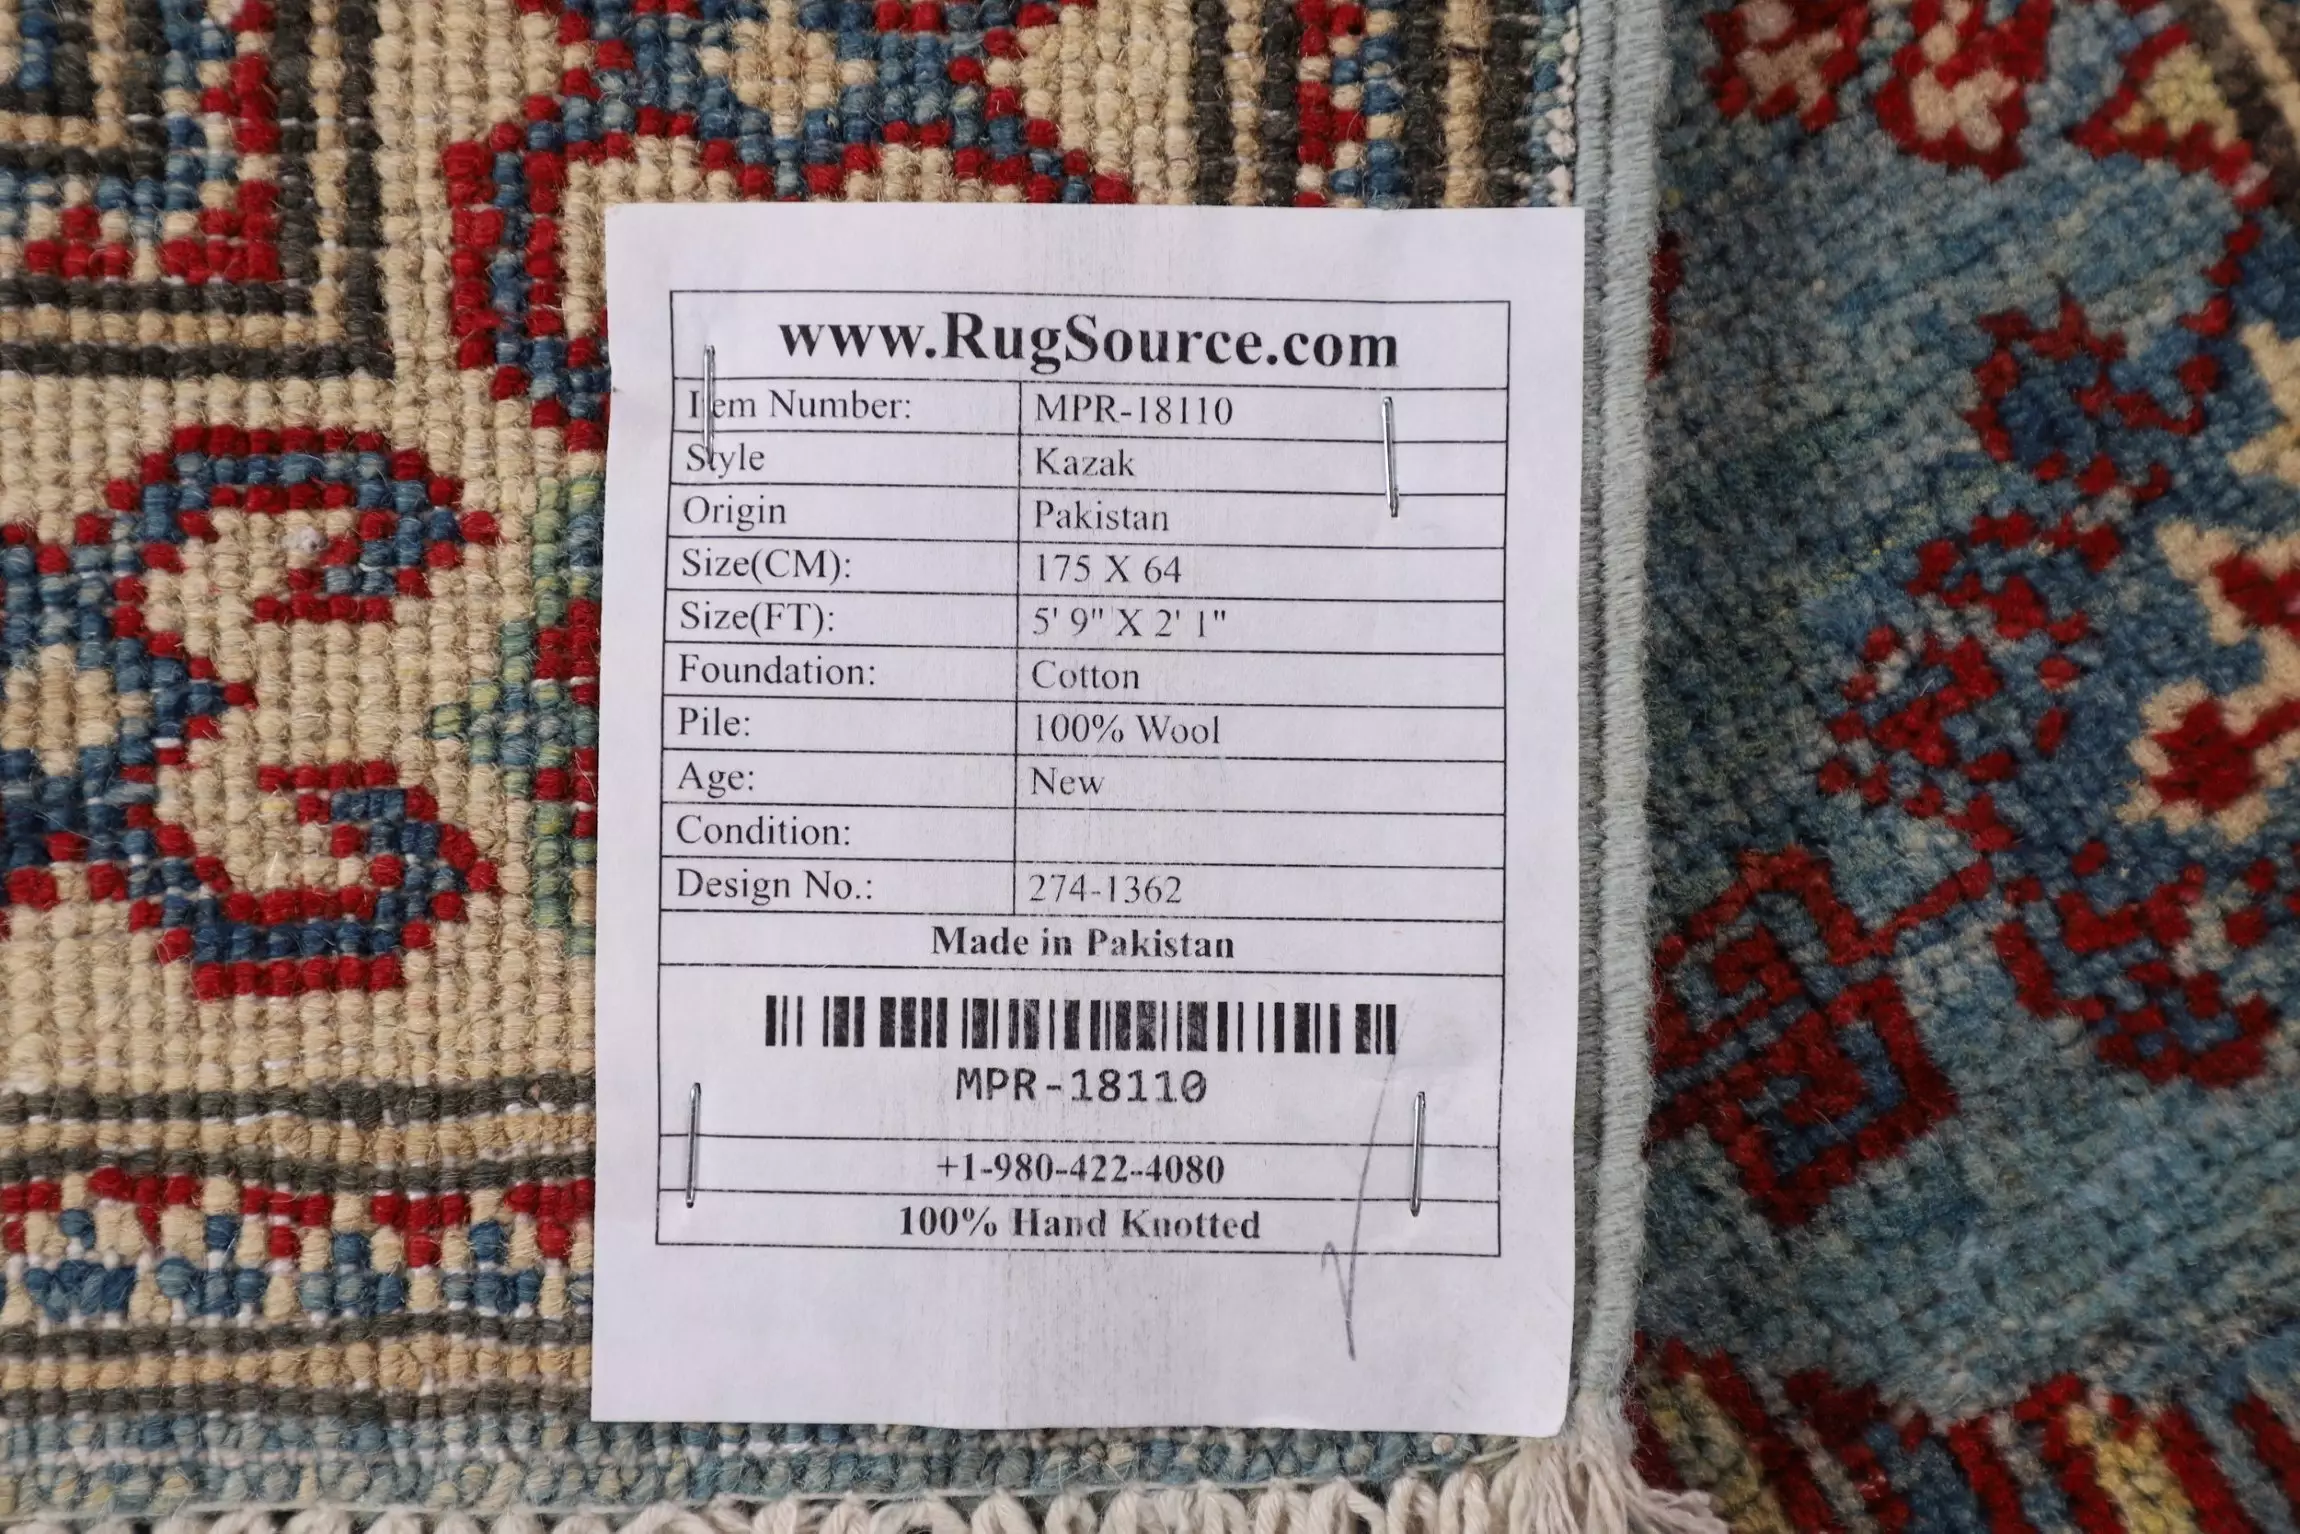 www.RugSource.com
Item Number: MPR-18110
Style Kazak
Origin Pakistan
Size(CM): 175 X 64
Size(FT): 5' 9" X 2' 1"
Foundation: Cotton
Pile: 100% Wool
Age: New
Condition:
Design No.: 274-1362
Made in Pakistan
MPR-18110
+1-980-422-4080
100% Hand Knotted